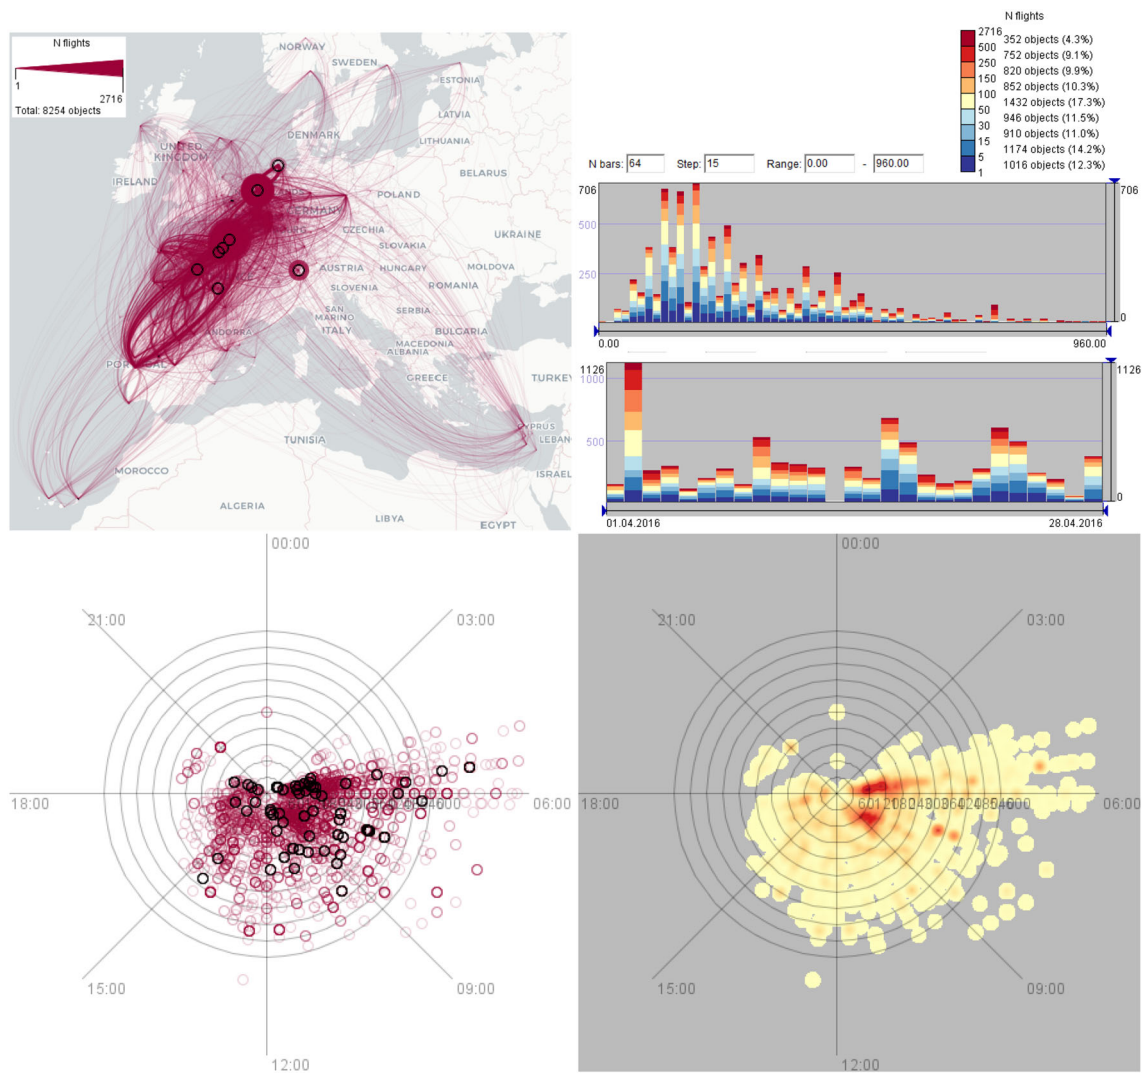 N flights
1
2716
Total: 8254 objects
NORWAY
SWEDEN
ESTONIA
LATVIA
DENMARK
LITHUANIA
UNITED
KINGDOM
IRELAND
BELARUS
POLAND
GERMANY
CZECHIA
UKRAINE
SLOVAKIA
AUSTRIA
HUNGARY
MOLDOVA
SLOVENIA
ROMANIA
SAN
MARINO
SERBIA
ITALY
BULGARIA
ANDORRA
MACEDONIA
ALBANIA
PORTUGAL
GREECE
TURKEY
CYPRUS
LEBAN
TUNISIA
MOROCCO
ISRAEL
ALGERIA
LIBYA
EGYPT
N flights
2716
352 objects (4.3%)
500
752 objects (9.1%)
250
820 objects (9.9%)
150
852 objects (10.3%)
100
1432 objects (17.3%)
50
946 objects (11.5%)
30
910 objects (11.0%)
15
1174 objects (14.2%)
5
1016 objects (12.3%)
1
N bars: 64 Step: 15 Range: 0.00 - 960.00
706
706
500
250
0
0.00
960.00
1126
1126
1000
500
0
01.04.2016
28.04.2016
00:00
21:00
03:00
18:00
06:00
15:00
09:00
12:00
00:00
21:00
03:00
18:00
06:00
15:00
09:00
12:00